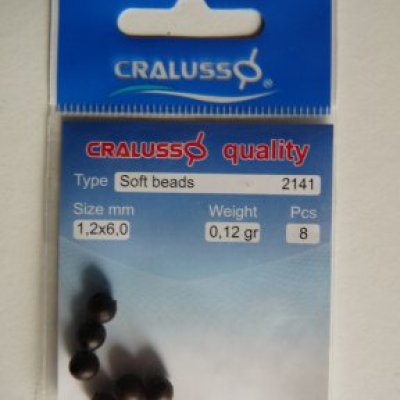 CRALUSSO®
CRALUSSO quality
Type Soft beads 2141
Size mm Weight Pcs
1,2x6,0 0,12 gr 8